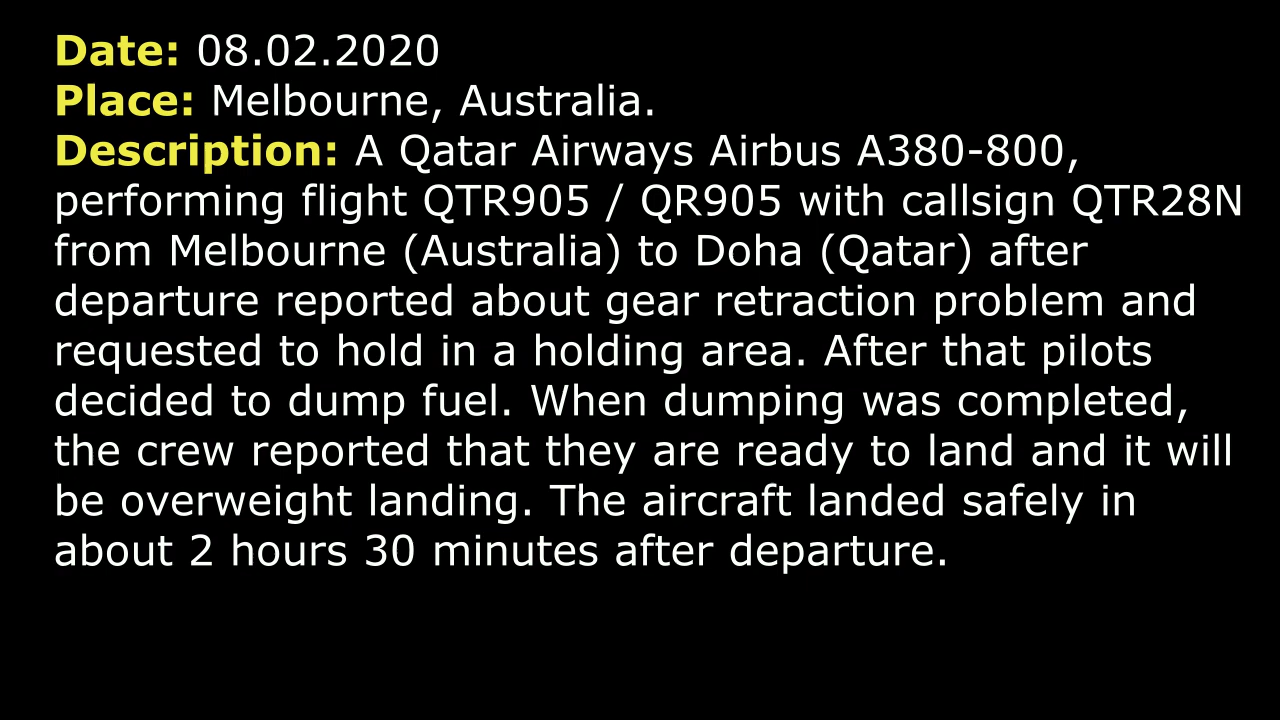 Date: 08.02.2020
Place: Melbourne, Australia.
Description: A Qatar Airways Airbus A380-800,
performing flight QTR905 / QR905 with callsign QTR28N
from Melbourne (Australia) to Doha (Qatar) after
departure reported about gear retraction problem and
requested to hold in a holding area. After that pilots
decided to dump fuel. When dumping was completed,
the crew reported that they are ready to land and it will
be overweight landing. The aircraft landed safely in
about 2 hours 30 minutes after departure.